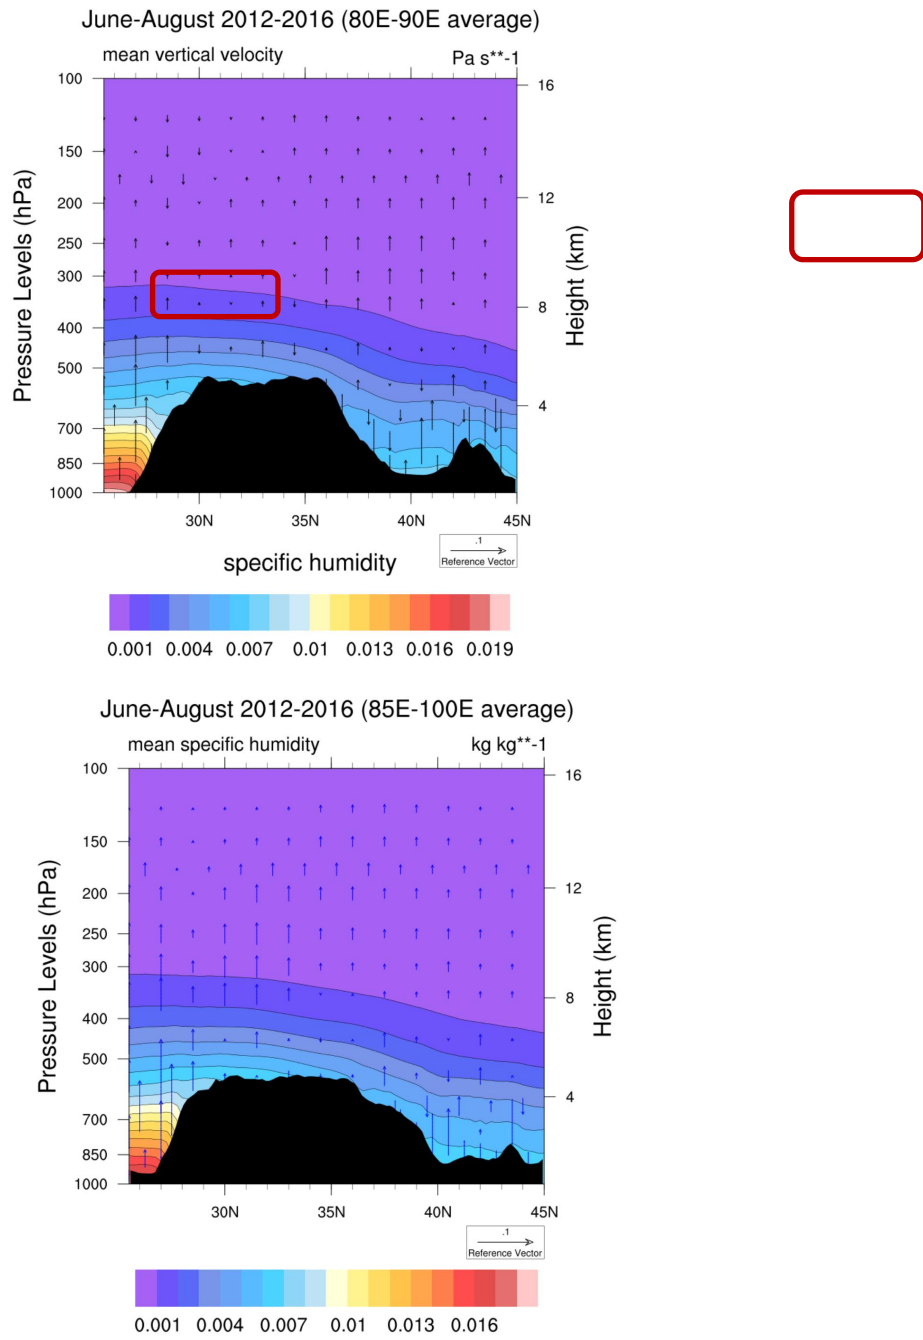 June-August 2012-2016 (80E-90E average)
mean vertical velocity Pa s**-1
100
150
200
250
300
400
500
700
850
1000
Pressure Levels (hPa)
16
12
8
4
Height (km)
30N 35N 40N 45N
.1
Reference Vector
specific humidity
0.001 0.004 0.007 0.01 0.013 0.016 0.019
June-August 2012-2016 (85E-100E average)
mean specific humidity kg kg**-1
100
150
200
250
300
400
500
700
850
1000
Pressure Levels (hPa)
16
12
8
4
Height (km)
30N 35N 40N 45N
.1
Reference Vector
0.001 0.004 0.007 0.01 0.013 0.016